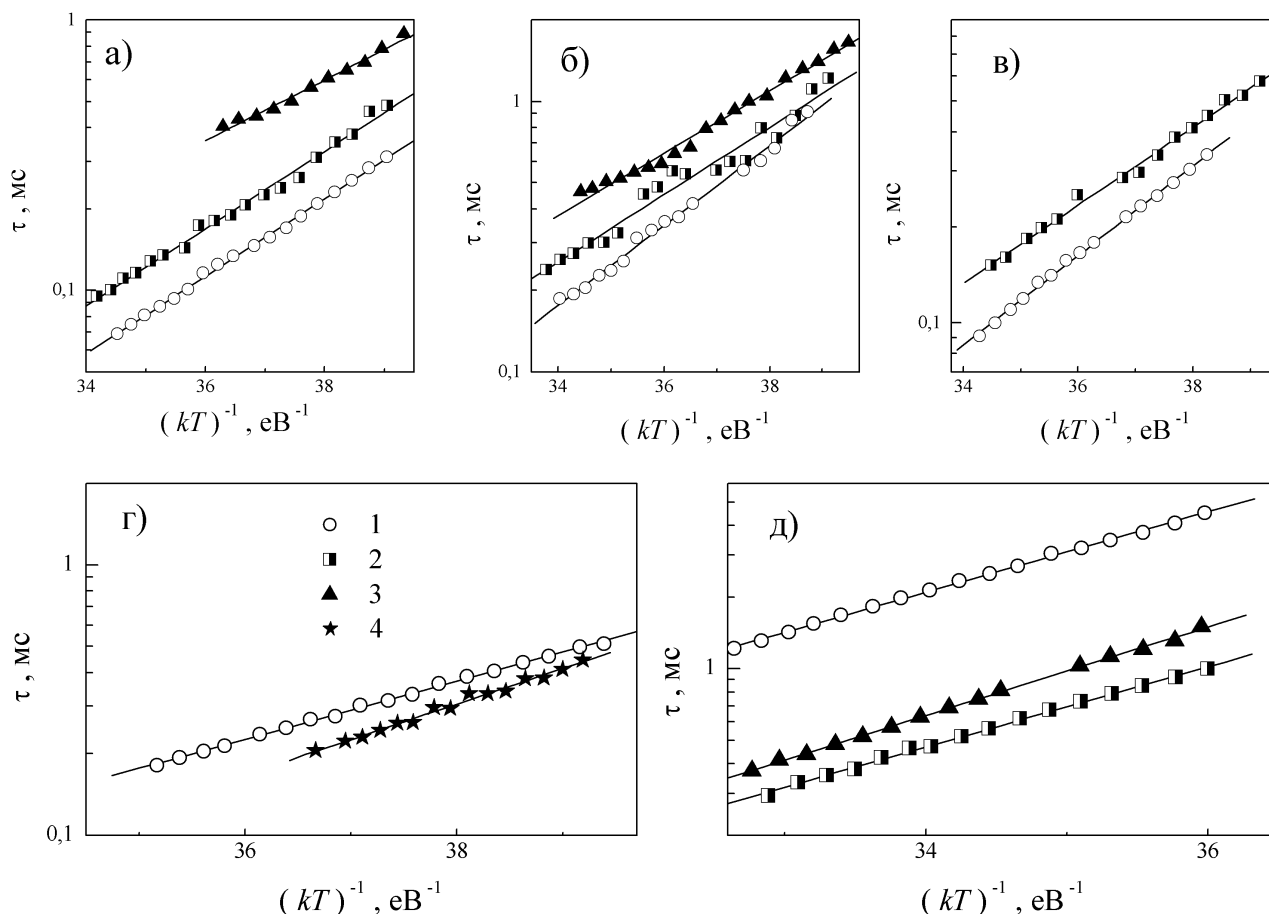 а)
1
0,1
τ , мс
34
36
38
(kT)⁻¹ , еВ⁻¹
б)
1
0,1
τ , мс
34
36
38
(kT)⁻¹ , еВ⁻¹
в)
0,1
τ , мс
34
36
38
(kT)⁻¹ , еВ⁻¹
г)
1
2
3
4
1
0,1
τ , мс
36
38
(kT)⁻¹ , еВ⁻¹
д)
1
τ , мс
34
36
(kT)⁻¹ , еВ⁻¹